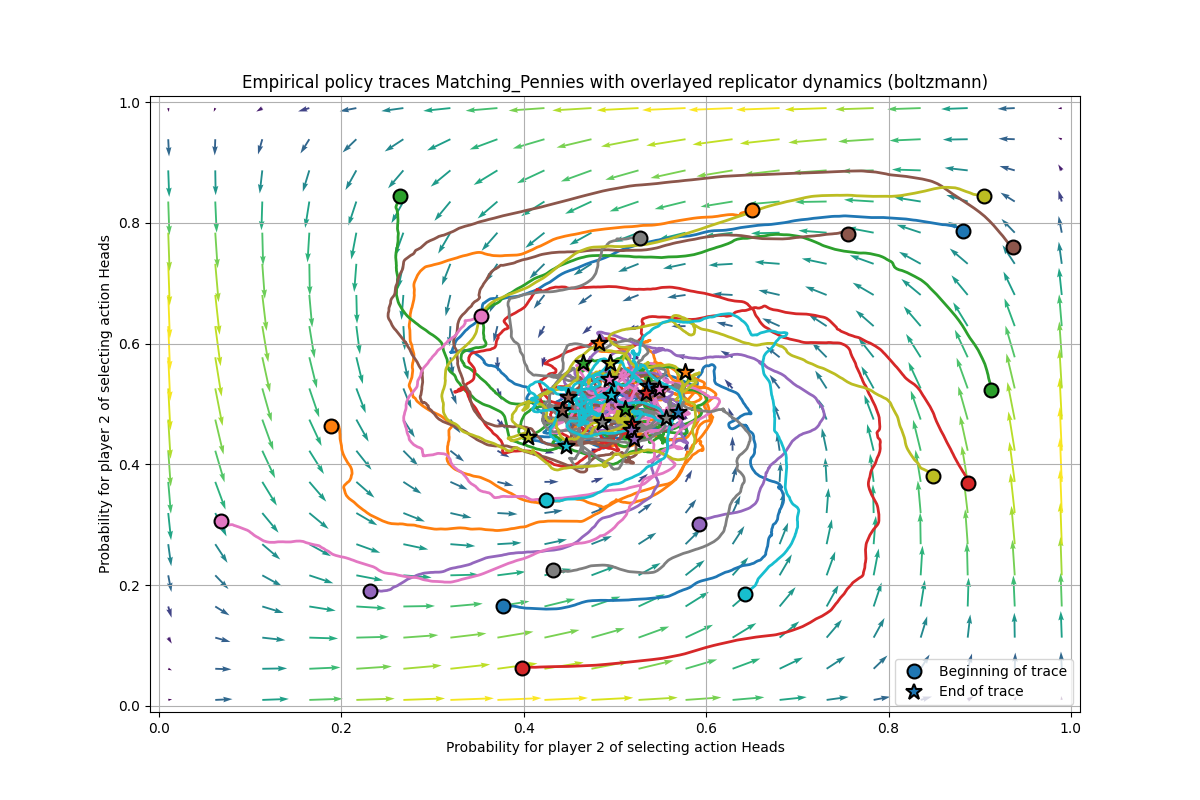 Empirical policy traces Matching_Pennies with overlayed replicator dynamics (boltzmann)
Probability for player 2 of selecting action Heads
1.0
0.8
0.6
0.4
0.2
0.0
0.0 0.2 0.4 0.6 0.8 1.0
Beginning of trace
End of trace
Probability for player 2 of selecting action Heads